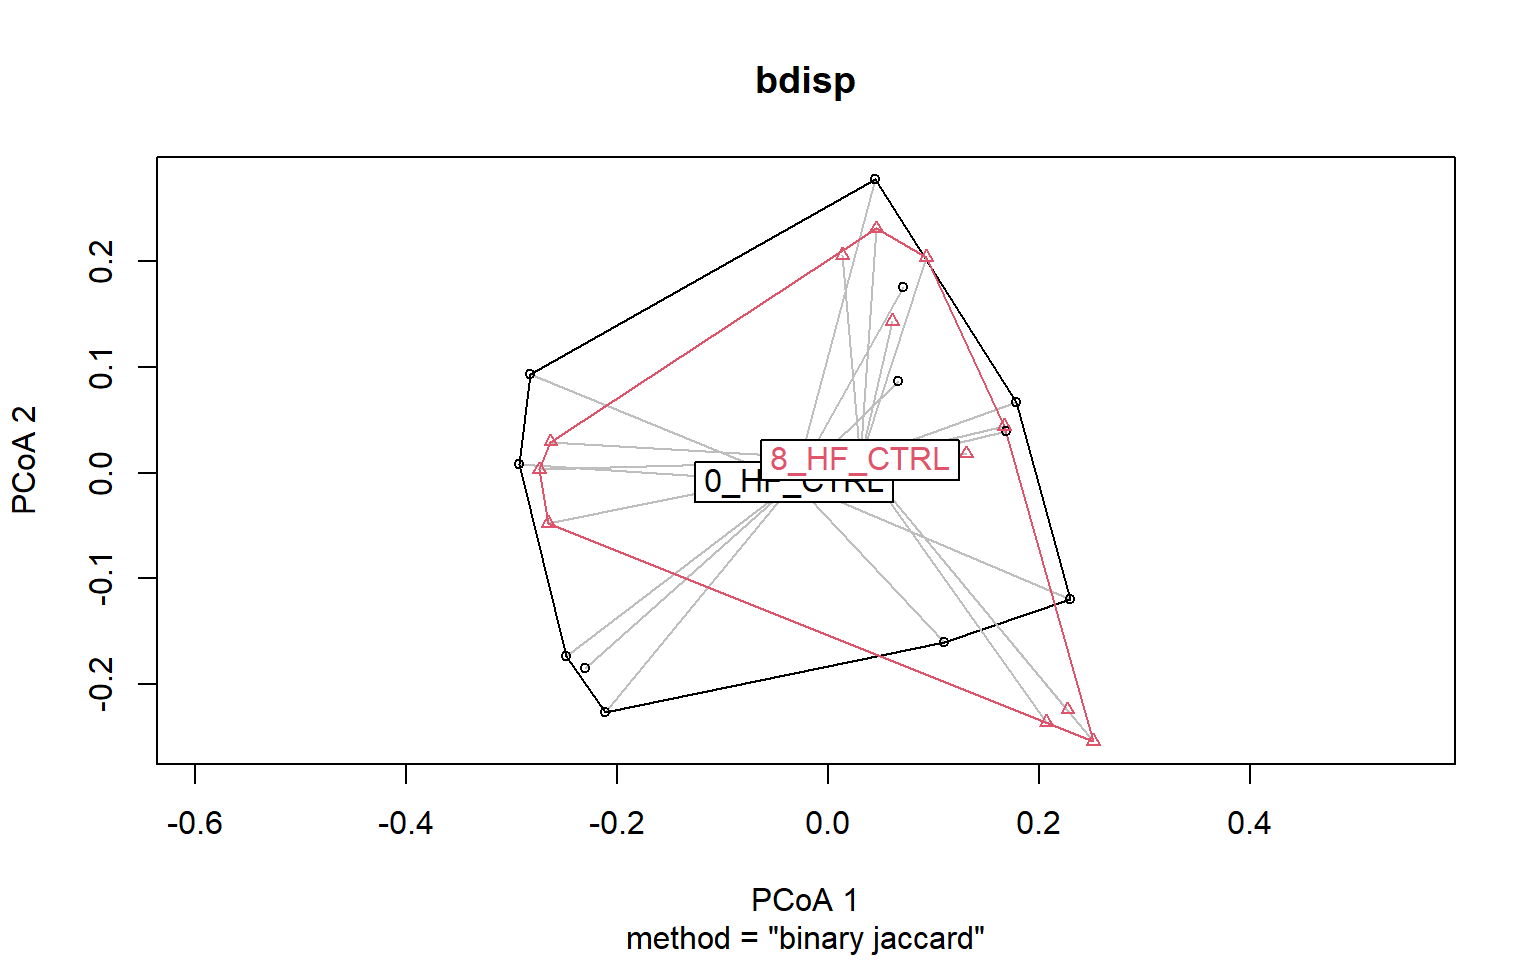 bdisp
PCoA 2
0.2
0.1
0.0
-0.1
-0.2
8_HF_CTRL
0_HF_CTRL
-0.6
-0.4
-0.2
0.0
0.2
0.4
PCoA 1
method = "binary jaccard"